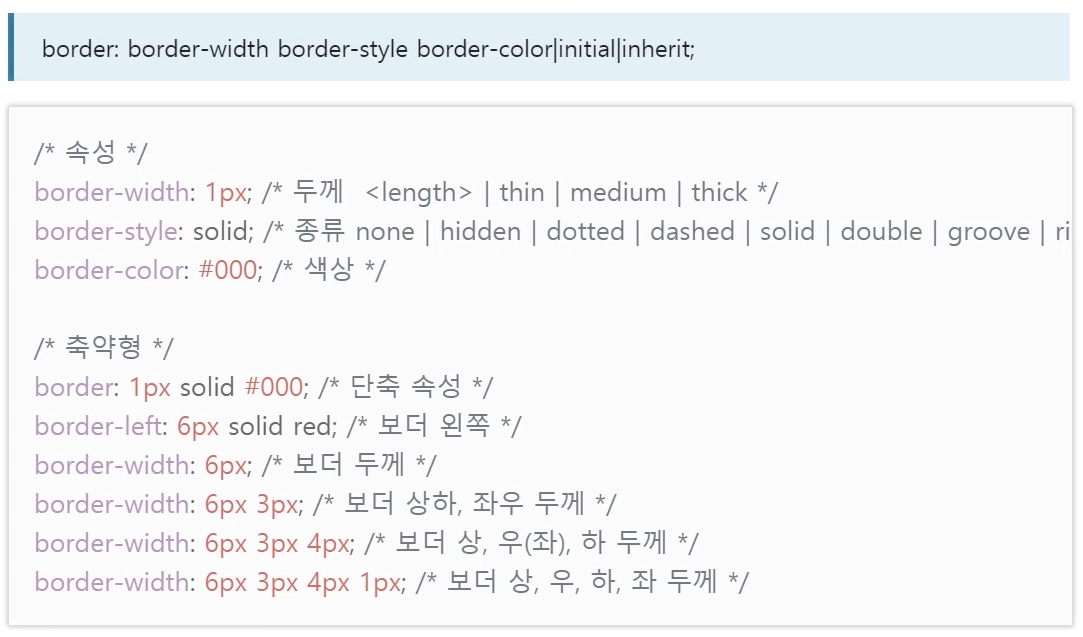 border: border-width border-style border-color|initial|inherit;
/* 속성 */
border-width: 1px; /* 두께 <length> | thin | medium | thick */
border-style: solid; /* 종류 none | hidden | dotted | dashed | solid | double | groove | ri
border-color: #000; /* 색상 */
/* 축약형 */
border: 1px solid #000; /* 단축 속성 */
border-left: 6px solid red; /* 보더 왼쪽 */
border-width: 6px; /* 보더 두께 */
border-width: 6px 3px; /* 보더 상하, 좌우 두께 */
border-width: 6px 3px 4px; /* 보더 상, 우(좌), 하 두께 */
border-width: 6px 3px 4px 1px; /* 보더 상, 우, 하, 좌 두께 */